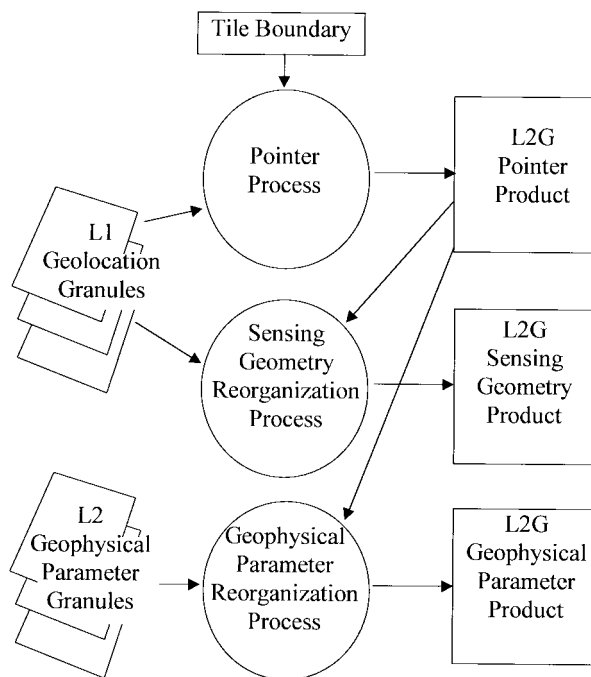 Tile Boundary
Pointer
Process
L2G
Pointer
Product
L1
Geolocation
Granules
Sensing
Geometry
Reorganization
Process
L2G
Sensing
Geometry
Product
L2
Geophysical
Parameter
Granules
Geophysical
Parameter
Reorganization
Process
L2G
Geophysical
Parameter
Product